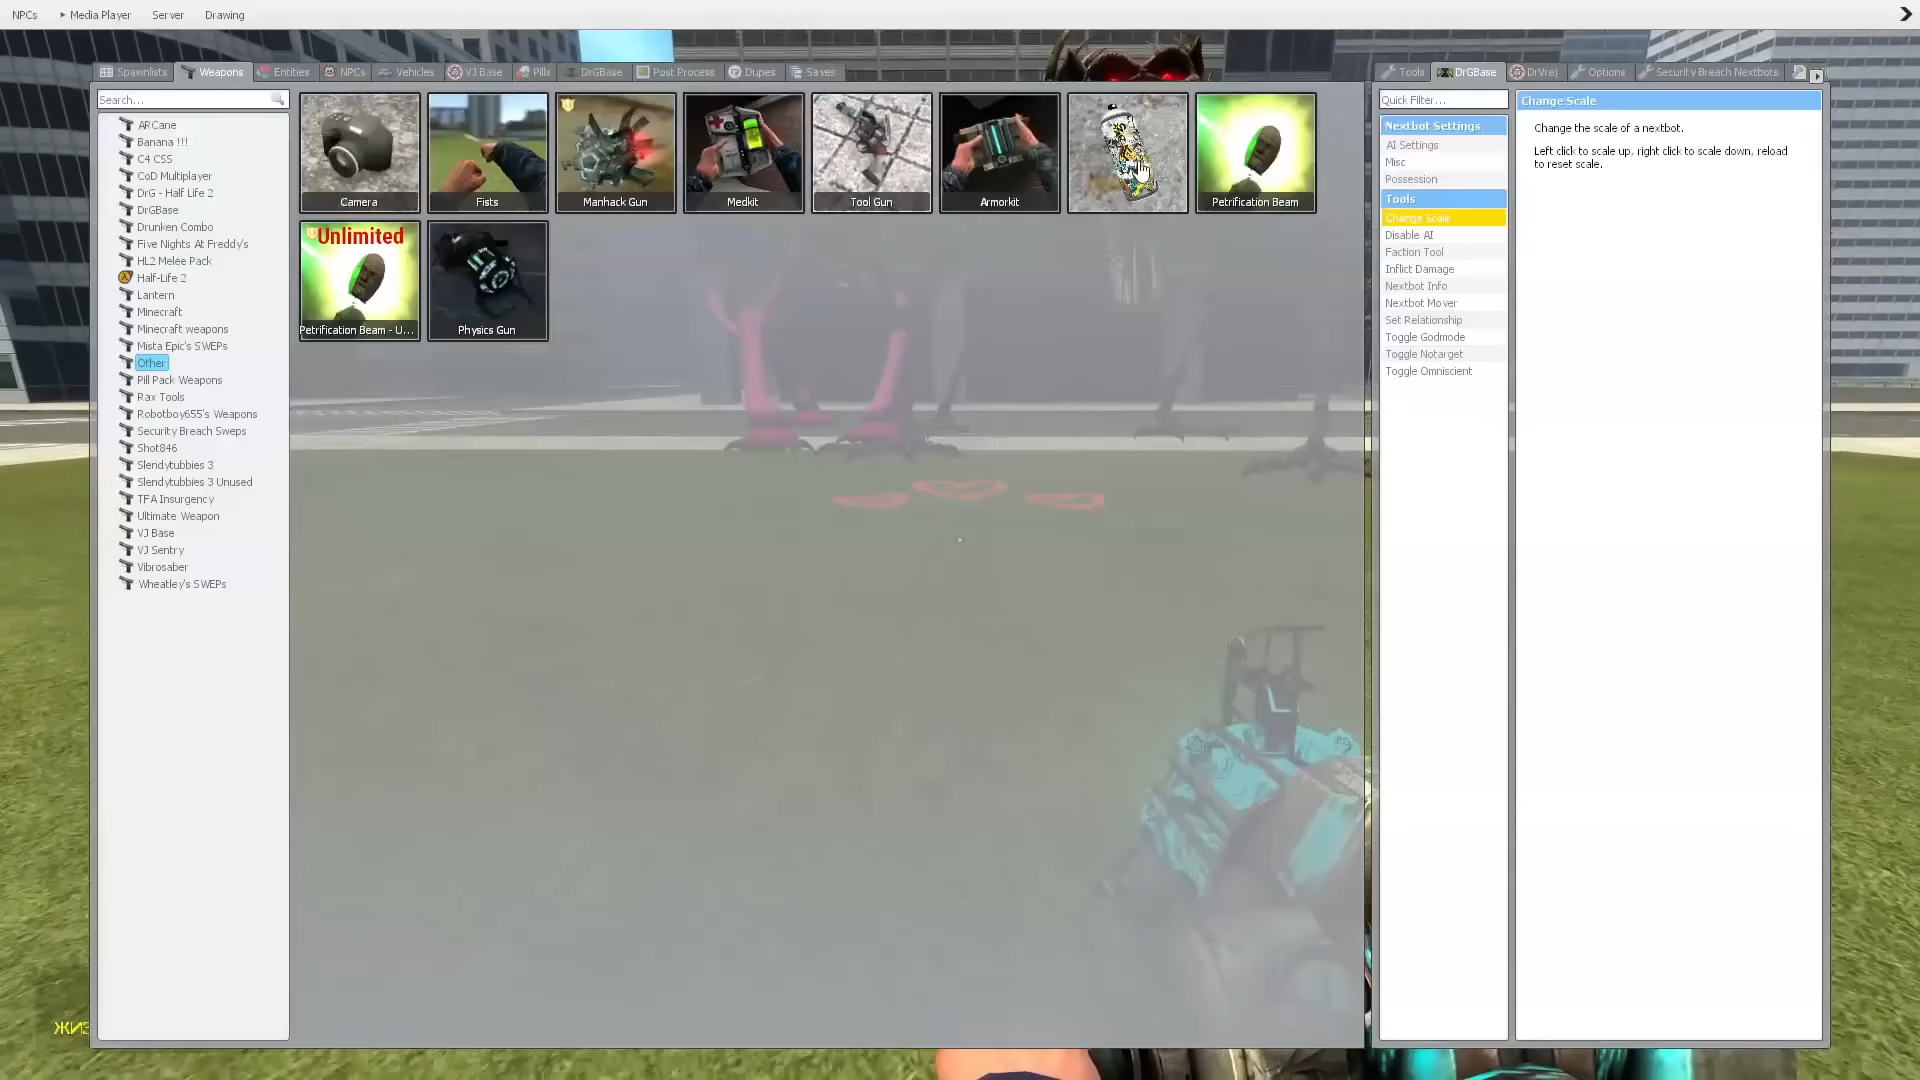 NPCs Media Player Server Drawing
Spawnlists Weapons Entities NPCs Vehicles VJ Base Pills DrGBase Post Process Dupes Saves
Tools DrGBase DrVrej Options Security Breach Nextbots
Search...
ARCane
Banana !!!
C4 CSS
CoD Multiplayer
DrG - Half Life 2
DrGBase
Drunken Combo
Five Nights At Freddy's
HL2 Melee Pack
Half-Life 2
Lantern
Minecraft
Minecraft weapons
Mista Epic's SWEPs
Other
Pill Pack Weapons
Rax Tools
Robotboy655's Weapons
Security Breach Sweps
Shot846
Slendytubbies 3
Slendytubbies 3 Unused
TFA Insurgency
Ultimate Weapon
VJ Base
VJ Sentry
Vibrosaber
Wheatley's SWEPs
Camera
Fists
Manhack Gun
Medkit
Tool Gun
Armorkit
Petrification Beam
Unlimited
Petrification Beam - U...
Physics Gun
Quick Filter...
Nextbot Settings
AI Settings
Misc
Possession
Tools
Change Scale
Disable AI
Faction Tool
Inflict Damage
Nextbot Info
Nextbot Mover
Set Relationship
Toggle Godmode
Toggle Notarget
Toggle Omniscient
Change Scale
Change the scale of a nextbot.
Left click to scale up, right click to scale down, reload
to reset scale.